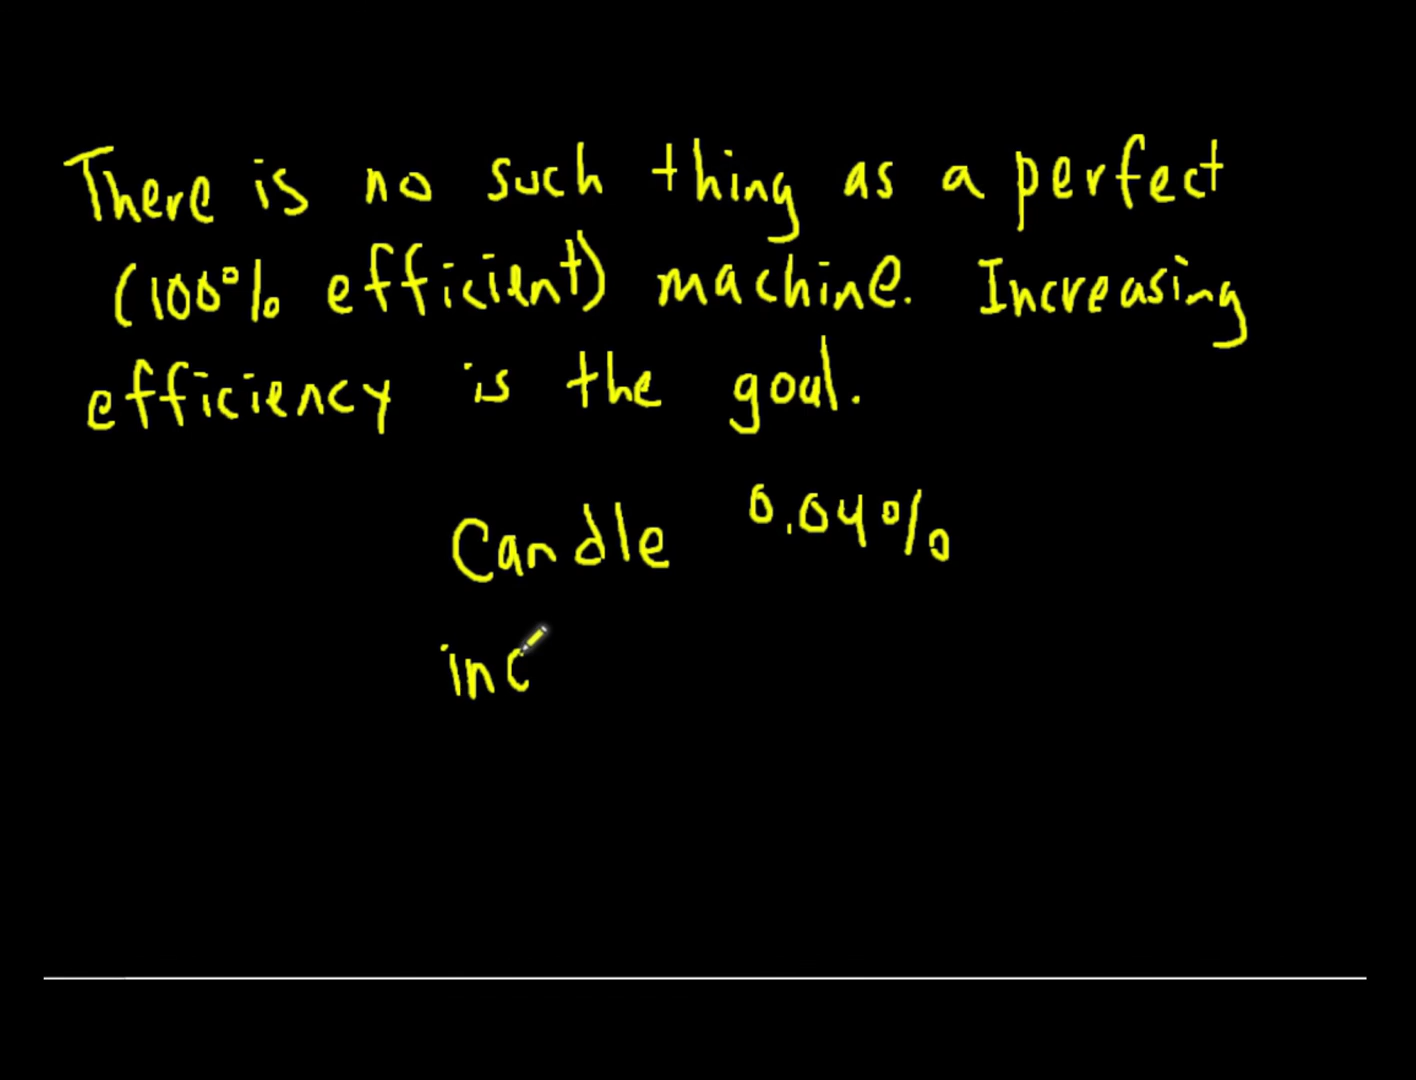 There is no such thing as a perfect
(100% efficient) machine. Increasing
efficiency is the goal.
Candle 0.04%
inc